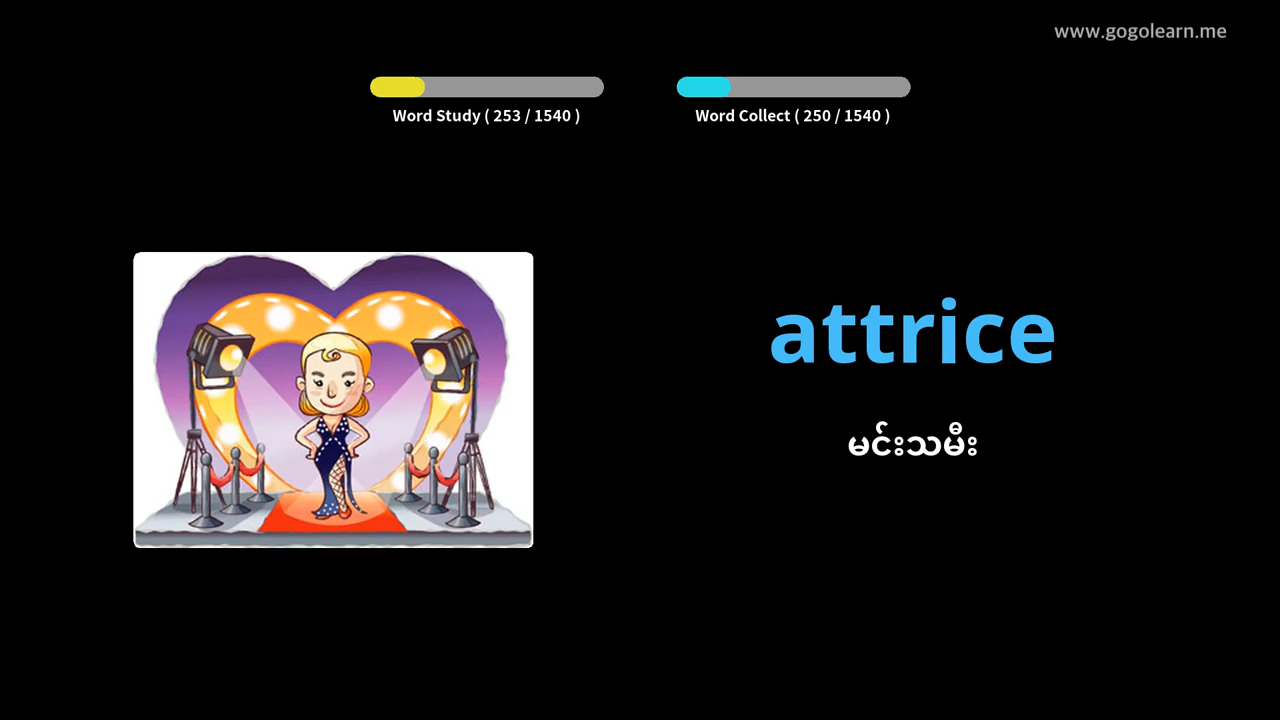 www.gogolearn.me
Word Study ( 253 / 1540 )
Word Collect ( 250 / 1540 )
attrice
မင်းသမီး